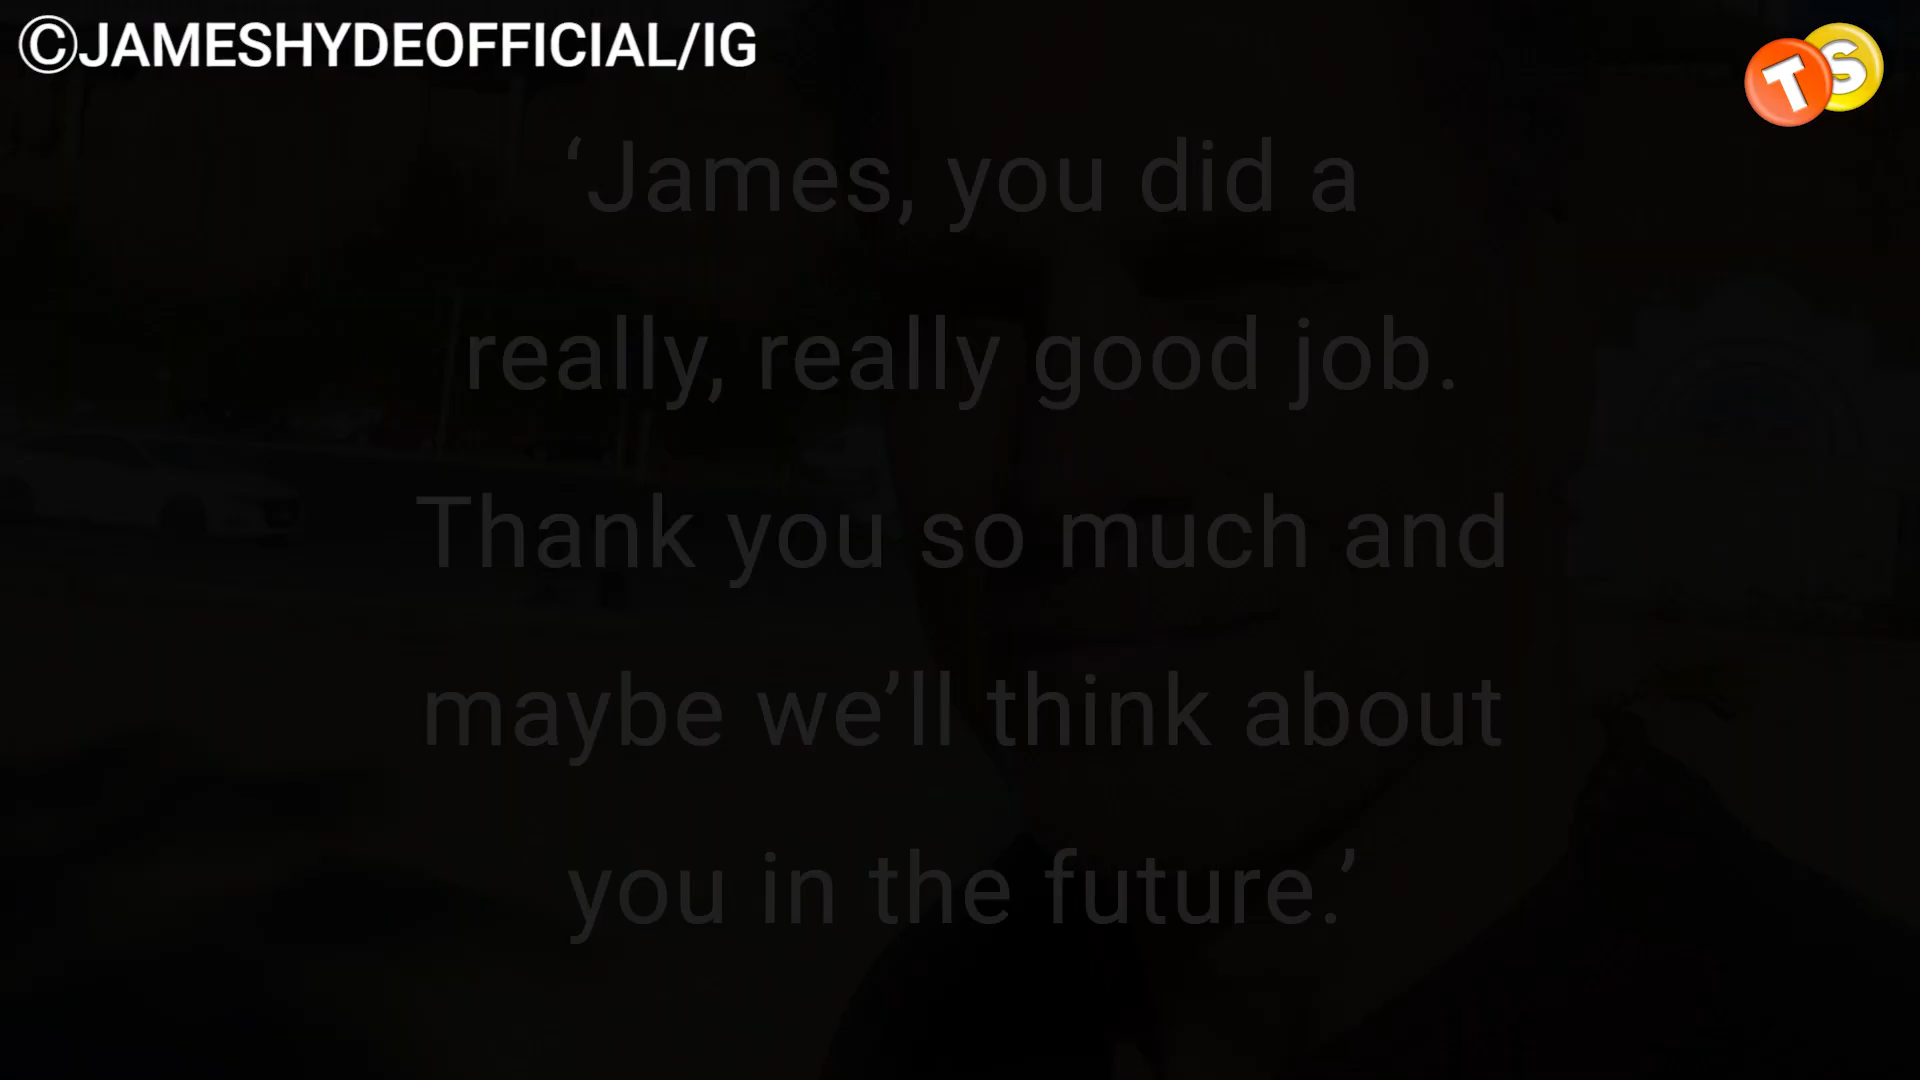 ©JAMESHYDEOFFICIAL/IG
TS
‘James, you did a
really, really good job.
Thank you so much and
maybe we’ll think about
you in the future.’